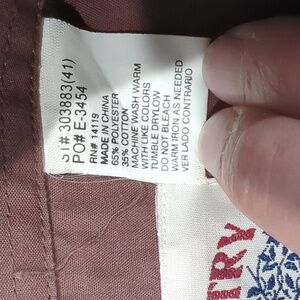 ST# 303883(41)
PO# E-3454
RN# 14119
MADE IN CHINA
65% POLYESTER
35% COTTON
MACHINE WASH WARM
WITH LIKE COLORS
TUMBLE DRY LOW
DO NOT BLEACH
WARM IRON AS NEEDED
VER LADO CONTRARIO
TRY